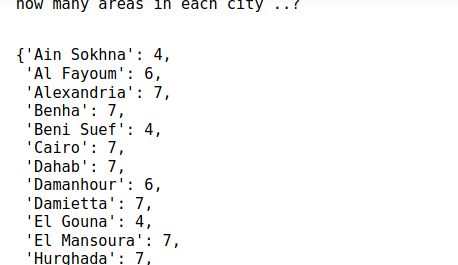 how many areas in each city ..?
{'Ain Sokhna': 4,
'Al Fayoum': 6,
'Alexandria': 7,
'Benha': 7,
'Beni Suef': 4,
'Cairo': 7,
'Dahab': 7,
'Damanhour': 6,
'Damietta': 7,
'El Gouna': 4,
'El Mansoura': 7,
'Hurghada': 7,